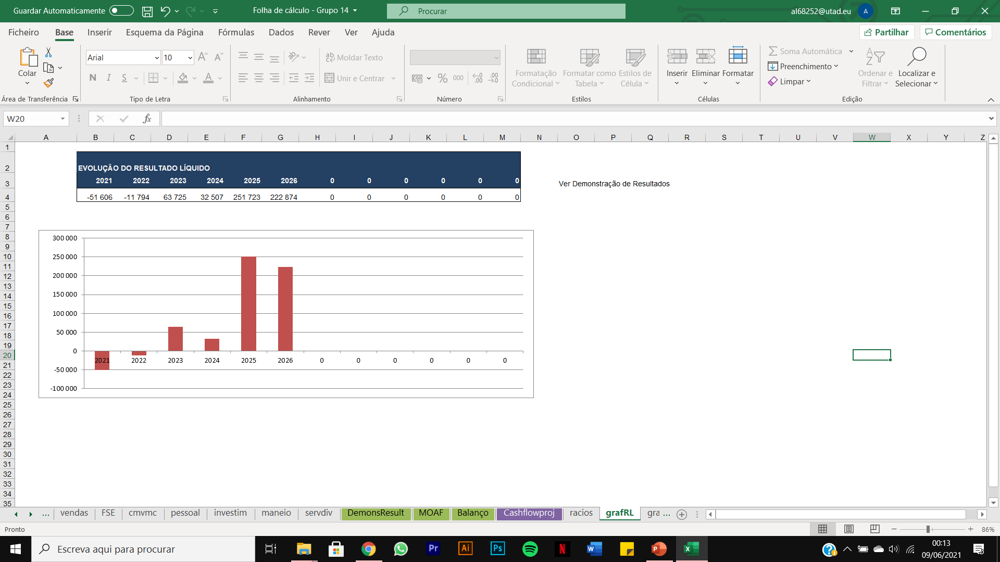 Guardar Automaticamente
Folha de cálculo - Grupo 14
Procurar
al68252@utad.eu
A
Ficheiro Base Inserir Esquema da Página Fórmulas Dados Rever Ver Ajuda
Partilhar
Comentários
Colar
Área de Transferência
Arial
10
N I S
A
Tipo de Letra
Moldar Texto
Unir e Centrar
Alinhamento
% 000
Número
Formatação Condicional
Formatar como Tabela
Estilos de Célula
Estilos
Inserir
Eliminar
Formatar
Células
Soma Automática
Preenchimento
Limpar
Ordenar e Filtrar
Localizar e Selecionar
Edição
W20
fx
A B C D E F G H I J K L M N O P Q R S T U V W X Y Z
1
2 EVOLUÇÃO DO RESULTADO LÍQUIDO
3 2021 2022 2023 2024 2025 2026 0 0 0 0 0 0 Ver Demonstração de Resultados
4 -51 606 -11 794 63 725 32 507 251 723 222 874 0 0 0 0 0 0
5
6
7
8
9
10
11
12
13
14
15
16
17
18
19
20
21
22
23
24
25
26
27
28
29
30
31
32
33
34
35
300 000
250 000
200 000
150 000
100 000
50 000
0
-50 000
-100 000
2021 2022 2023 2024 2025 2026 0 0 0 0 0 0
... vendas FSE cmvmc pessoal investim maneio servdiv DemonsResult MOAF Balanço Cashflowproj racios grafRL gra ...
Pronto
86%
Escreva aqui para procurar
Pr
Ai
Ps
N
W
P
X
00:13
09/06/2021